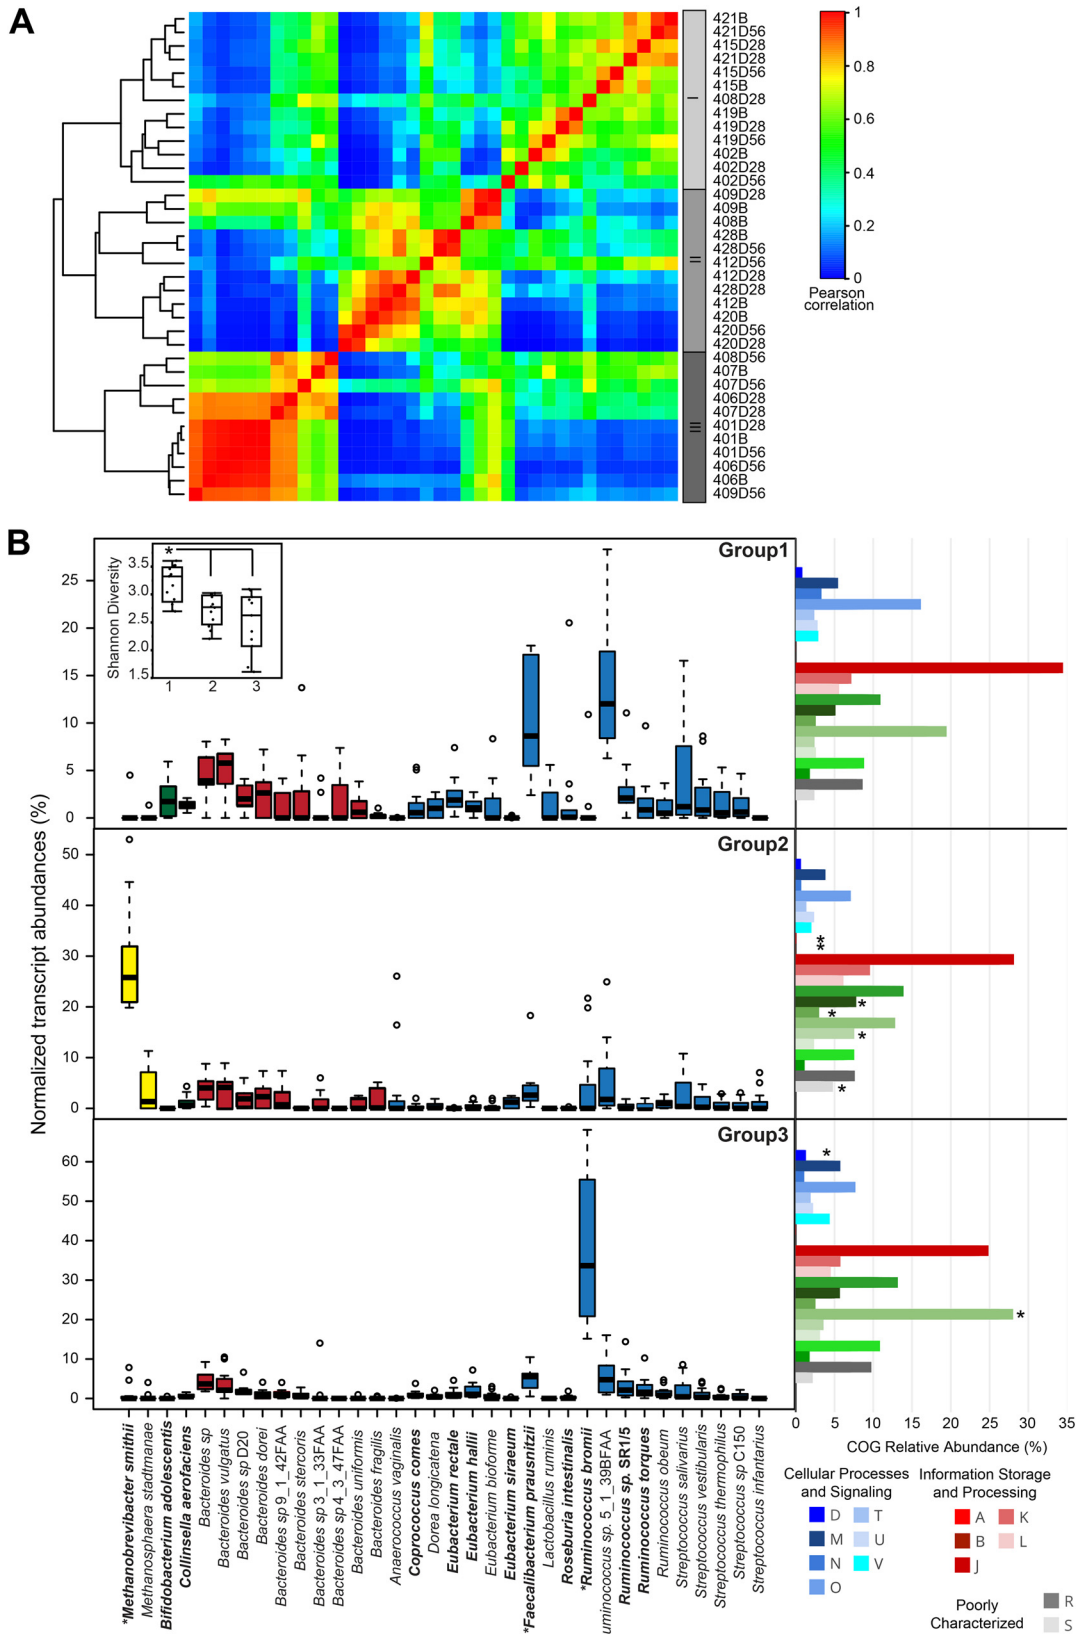 A
421B
421D56
415D28
421D28
415D56
415B
408D28
419B
419D28
419D56
402B
402D28
402D56
409D28
409B
408B
428B
428D56
412D56
412D28
428D28
412B
420B
420D56
420D28
408D56
407B
407D56
406D28
407D28
401D28
401B
401D56
406D56
406B
409D56
I
II
III
1
0.8
0.6
0.4
0.2
0
Pearson
correlation
B
Normalized transcript abundances (%)
Group1
25
20
15
10
5
0
Shannon Diversity
3.5
3.0
2.5
2.0
1.5
*
1 2 3
Group2
50
40
30
20
10
0
*
*
*
*
*
*
Group3
60
50
40
30
20
10
0
*
*
*Methanobrevibacter smithii
Methanosphaera stadtmanae
Bifidobacterium adolescentis
Collinsella aerofaciens
Bacteroides sp
Bacteroides vulgatus
Bacteroides sp D20
Bacteroides dorei
Bacteroides sp 9_1_42FAA
Bacteroides stercoris
Bacteroides sp 3_1_33FAA
Bacteroides sp 4_3_47FAA
Bacteroides uniformis
Bacteroides fragilis
Anaerococcus vaginalis
Coprococcus comes
Dorea longicatena
Eubacterium rectale
Eubacterium hallii
Eubacterium bioforme
Eubacterium siraeum
*Faecalibacterium prausnitzii
Lactobacillus ruminis
Roseburia intestinalis
*Ruminococcus bromii
uminococcus sp. 5_1_39BFAA
Ruminococcus sp. SR1/5
Ruminococcus torques
Ruminococcus obeum
Streptococcus salivarius
Streptococcus vestibularis
Streptococcus thermophilus
Streptococcus sp C150
Streptococcus infantarius
0 5 10 15 20 25 30 35
COG Relative Abundance (%)
Cellular Processes
and Signaling
D T
M U
N V
O
Information Storage
and Processing
A K
B L
J
Poorly
Characterized
R
S